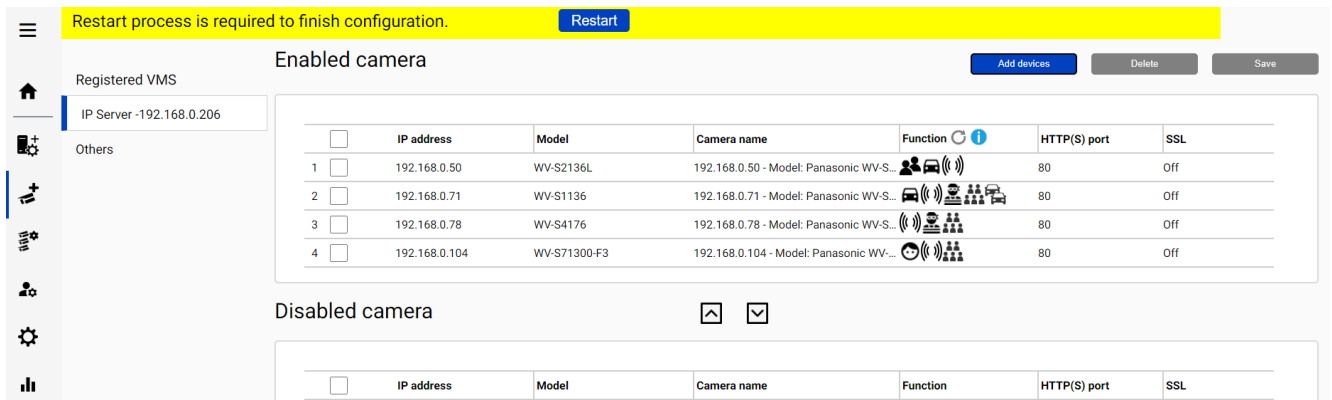 Restart process is required to finish configuration. Restart
Registered VMS
IP Server -192.168.0.206
Others
Enabled camera
Add devices Delete Save
IP address Model Camera name Function HTTP(S) port SSL
1 192.168.0.50 WV-S2136L 192.168.0.50 - Model: Panasonic WV-S... 80 Off
2 192.168.0.71 WV-S1136 192.168.0.71 - Model: Panasonic WV-S... 80 Off
3 192.168.0.78 WV-S4176 192.168.0.78 - Model: Panasonic WV-S... 80 Off
4 192.168.0.104 WV-S71300-F3 192.168.0.104 - Model: Panasonic WV-... 80 Off
Disabled camera
IP address Model Camera name Function HTTP(S) port SSL